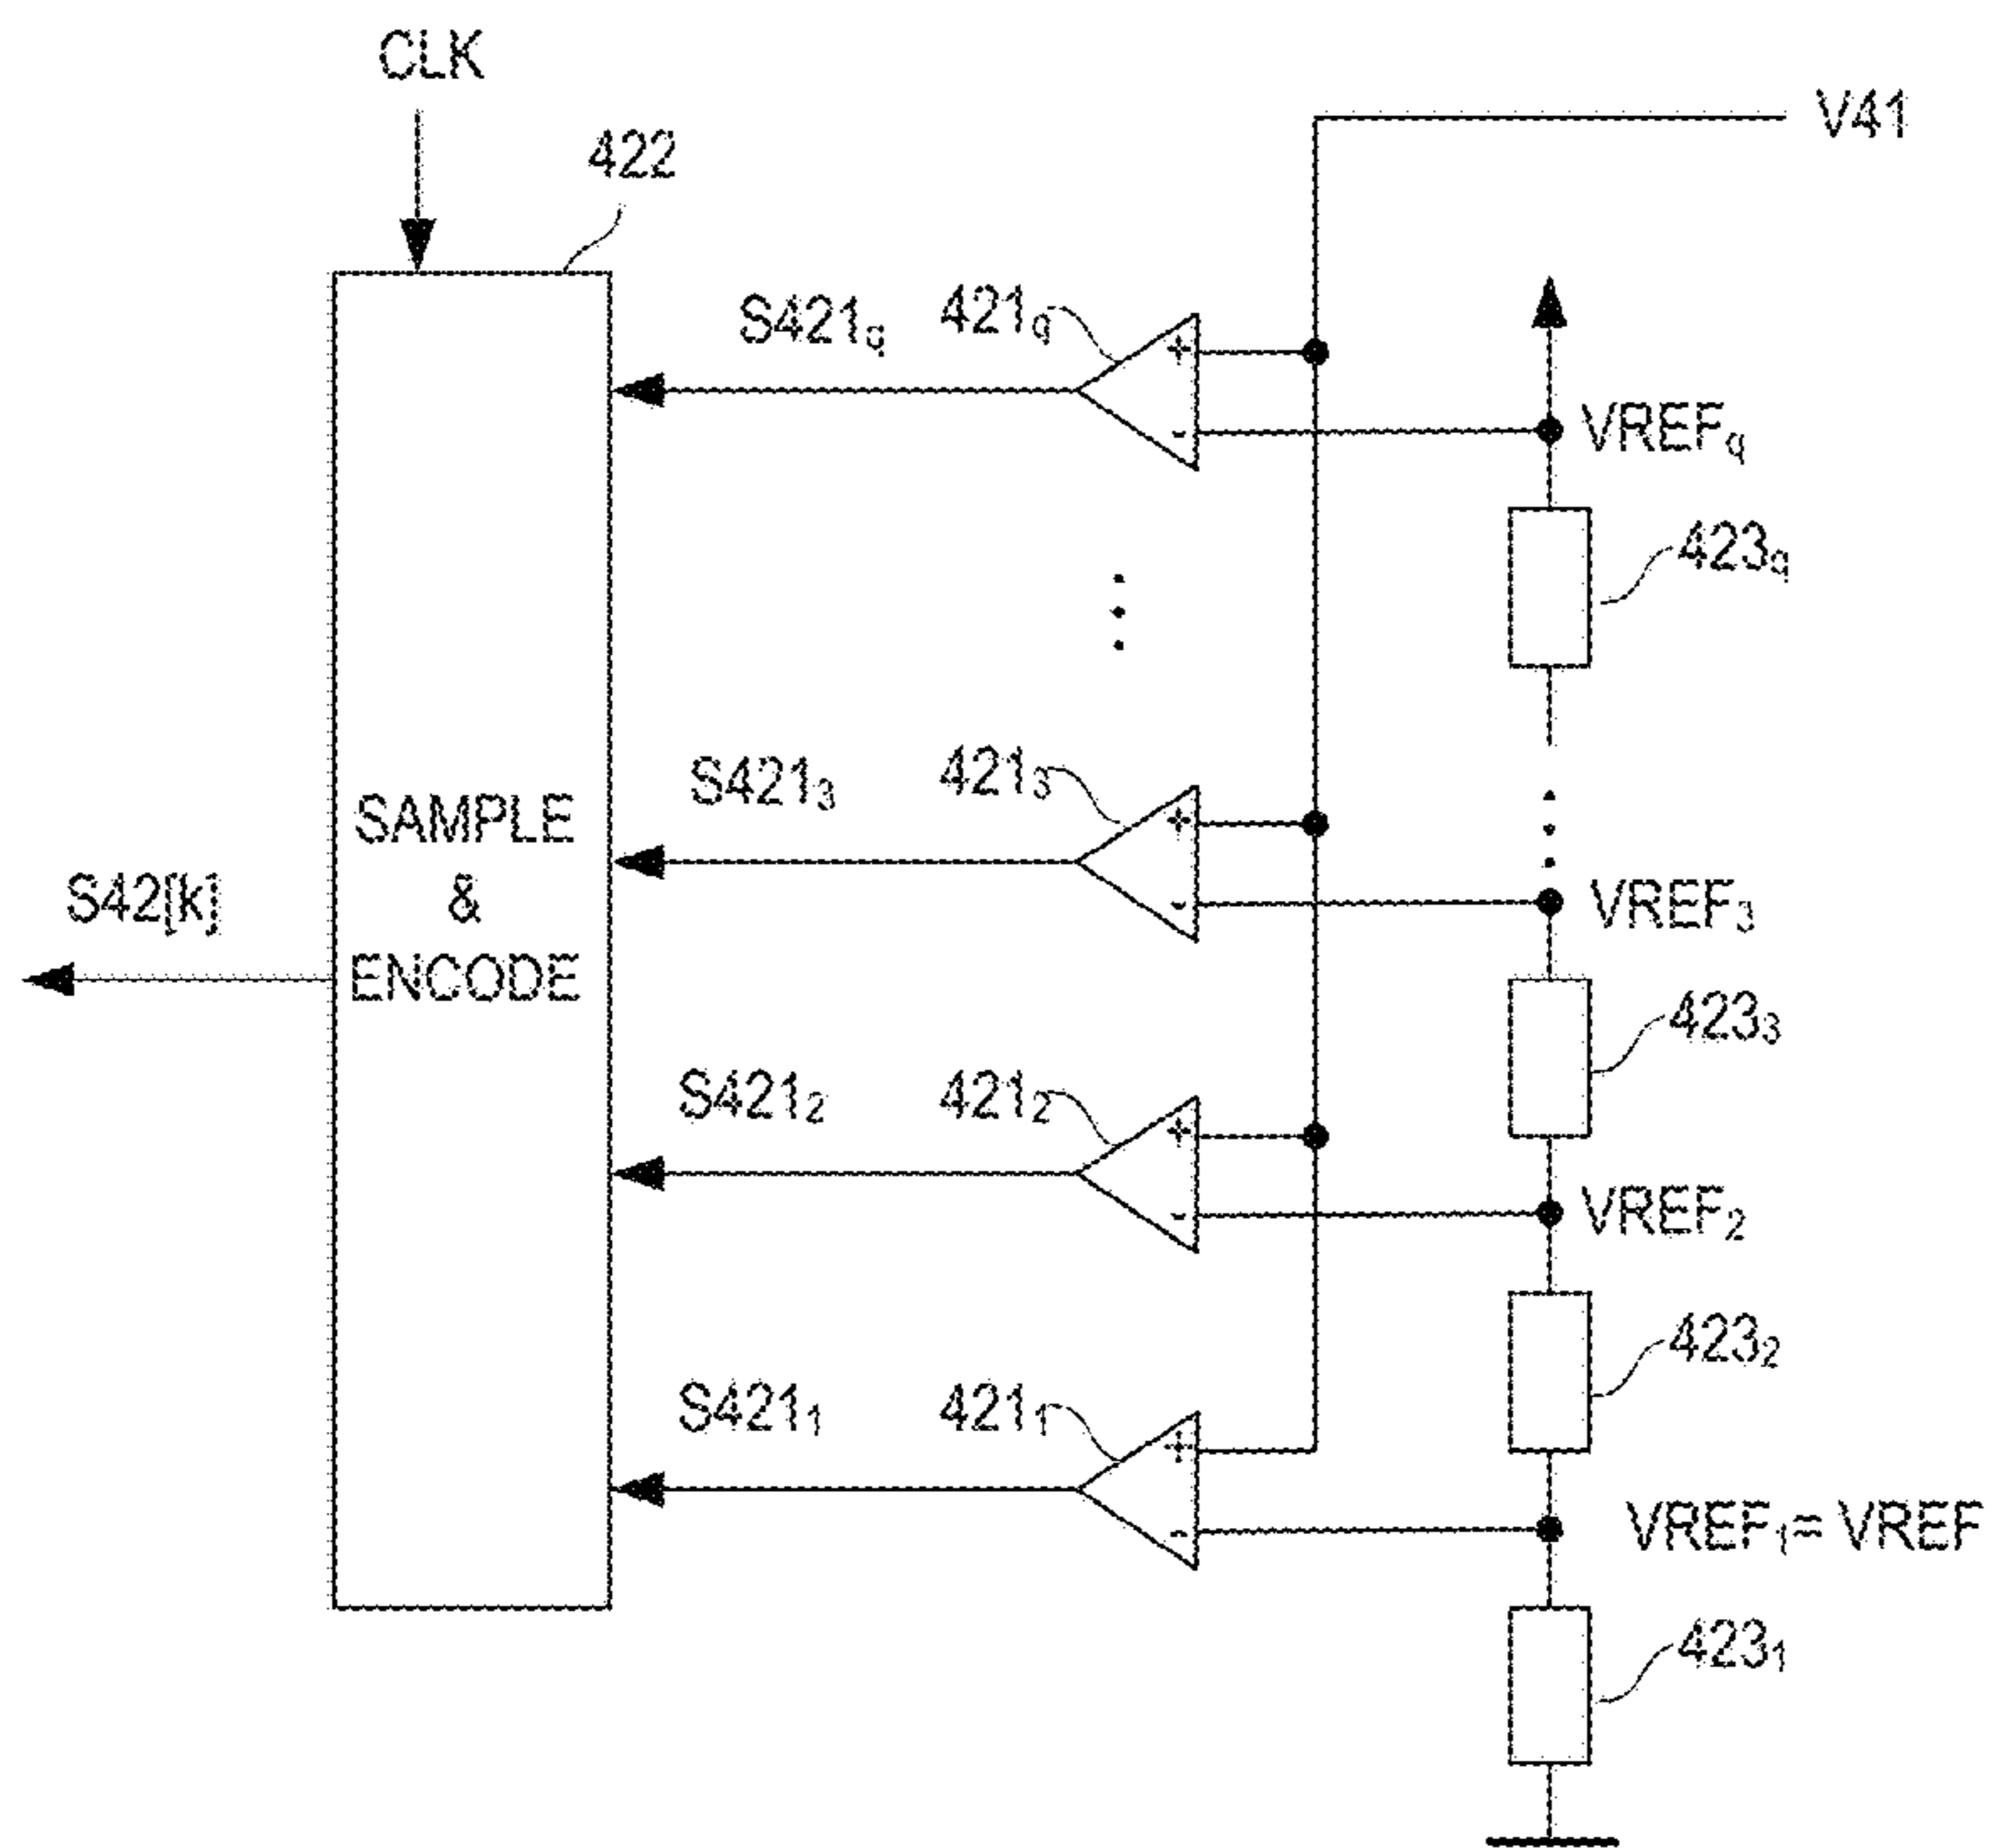 CLK
V41
422
S421q
421q
+
-
VREFq
423q
S4213
4213
+
-
VREF3
SAMPLE
&
ENCODE
S42[k]
4233
S4212
4212
+
-
VREF2
4232
S4211
4211
+
-
VREF1= VREF
4231